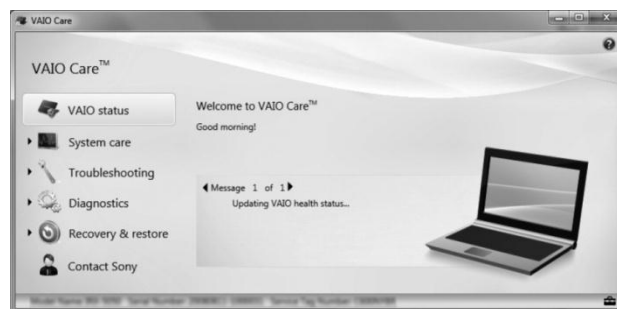 VAIO Care
VAIO Care™
VAIO status
System care
Troubleshooting
Diagnostics
Recovery & restore
Contact Sony
Welcome to VAIO Care™
Good morning!
Message 1 of 1
Updating VAIO health status...